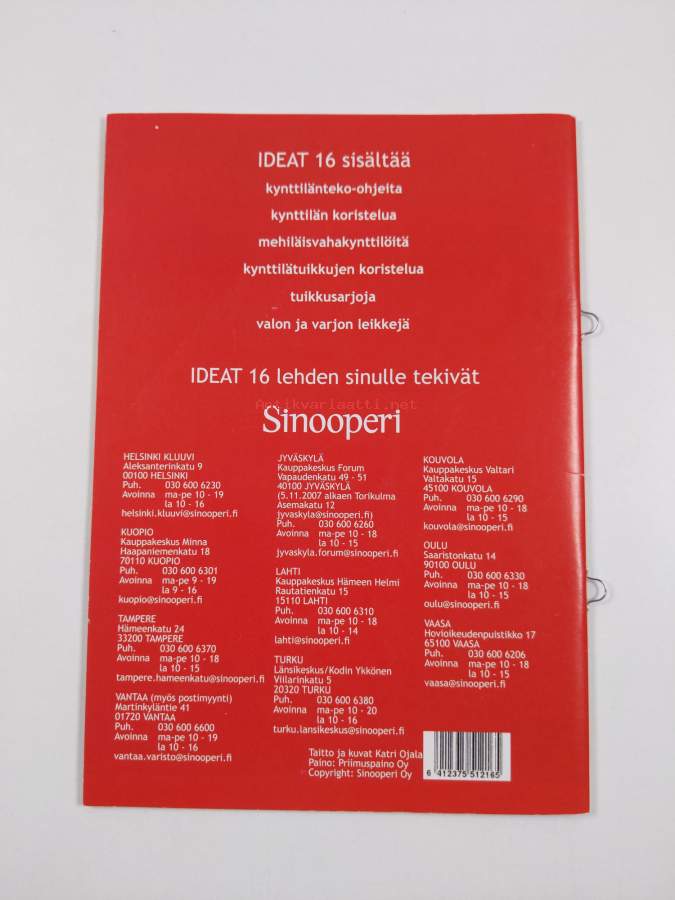 IDEAT 16 sisältää
kynttilänteko-ohjeita
kynttilän koristelua
mehiläisvahakynttilöitä
kynttilätuikkujen koristelua
tuikkusarjoja
valon ja varjon leikkejä
IDEAT 16 lehden sinulle tekivät
Antikvariaatti.net
Sinooperi
HELSINKI KLUUVI
Aleksanterinkatu 9
00100 HELSINKI
Puh. 030 600 6230
Avoinna ma-pe 10 - 19
la 10 - 16
helsinki.kluuvi@sinooperi.fi
KUOPIO
Kauppakeskus Minna
Haapaniemenkatu 18
70110 KUOPIO
Puh. 030 600 6301
Avoinna ma-pe 9 - 19
la 9 - 16
kuopio@sinooperi.fi
TAMPERE
Hämeenkatu 24
33200 TAMPERE
Puh. 030 600 6370
Avoinna ma-pe 10 - 18
la 10 - 15
tampere.hameenkatu@sinooperi.fi
VANTAA (myös postimyynti)
Martinkyläntie 41
01720 VANTAA
Puh. 030 600 6600
Avoinna ma-pe 10 - 19
la 10 - 16
vantaa.varisto@sinooperi.fi
JYVÄSKYLÄ
Kauppakeskus Forum
Vapaudenkatu 49 - 51
40100 JYVÄSKYLÄ
(5.11.2007 alkaen Torikulma
Asemakatu 12
jyvaskyla@sinooperi.fi)
Puh. 030 600 6260
Avoinna ma-pe 10 - 18
la 10 - 15
jyvaskyla.forum@sinooperi.fi
LAHTI
Kauppakeskus Hämeen Helmi
Rautatienkatu 15
15110 LAHTI
Puh. 030 600 6310
Avoinna ma-pe 10 - 18
la 10 - 14
lahti@sinooperi.fi
TURKU
Länsikeskus/Kodin Ykkönen
Viilarinkatu 5
20320 TURKU
Puh. 030 600 6380
Avoinna ma-pe 10 - 20
la 10 - 16
turku.lansikeskus@sinooperi.fi
KOUVOLA
Kauppakeskus Valtari
Valtakatu 15
45100 KOUVOLA
Puh. 030 600 6290
Avoinna ma-pe 10 - 18
la 10 - 15
kouvola@sinooperi.fi
OULU
Saaristonkatu 14
90100 OULU
Puh. 030 600 6330
Avoinna ma-pe 10 - 18
la 10 - 15
oulu@sinooperi.fi
VAASA
Hovioikeudenpuistikko 17
65100 VAASA
Puh. 030 600 6206
Avoinna ma-pe 10 - 18
la 10 - 15
vaasa@sinooperi.fi
Taitto ja kuvat Katri Ojala
Paino: Priimuspaino Oy
Copyright: Sinooperi Oy
6 412375 512165